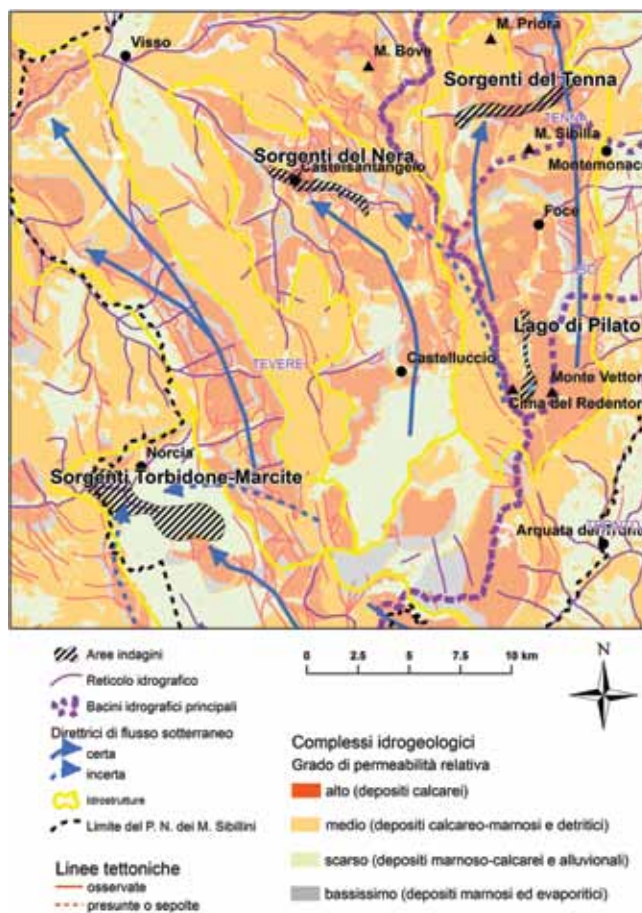 M. Priora
Visso
M. Bove
Sorgenti del Tenna
TENNA
M. Sibilla
Sorgenti del Nera
Castelsantangelo
Montemonaco
Foce
Lago di Pilato
TEVERE
Castelluccio
Monte Vettor
Cima del Redentor
Norcia
Sorgenti Torbidone-Marcite
Arquata del
Aree indagini
Reticolo idrografico
Bacini idrografici principali
Direttrici di flusso sotterraneo
certa
incerta
Idrostrutture
Limite del P. N. dei M. Sibillini
Linee tettoniche
osservate
presunte o sepolte
0 2.5 5 7.5 10 km
N
Complessi idrogeologici
Grado di permeabilità relativa
alto (depositi calcarei)
medio (depositi calcareo-marnosi e detritici)
scarso (depositi marnoso-calcarei e alluvionali)
bassissimo (depositi marnosi ed evaporitici)